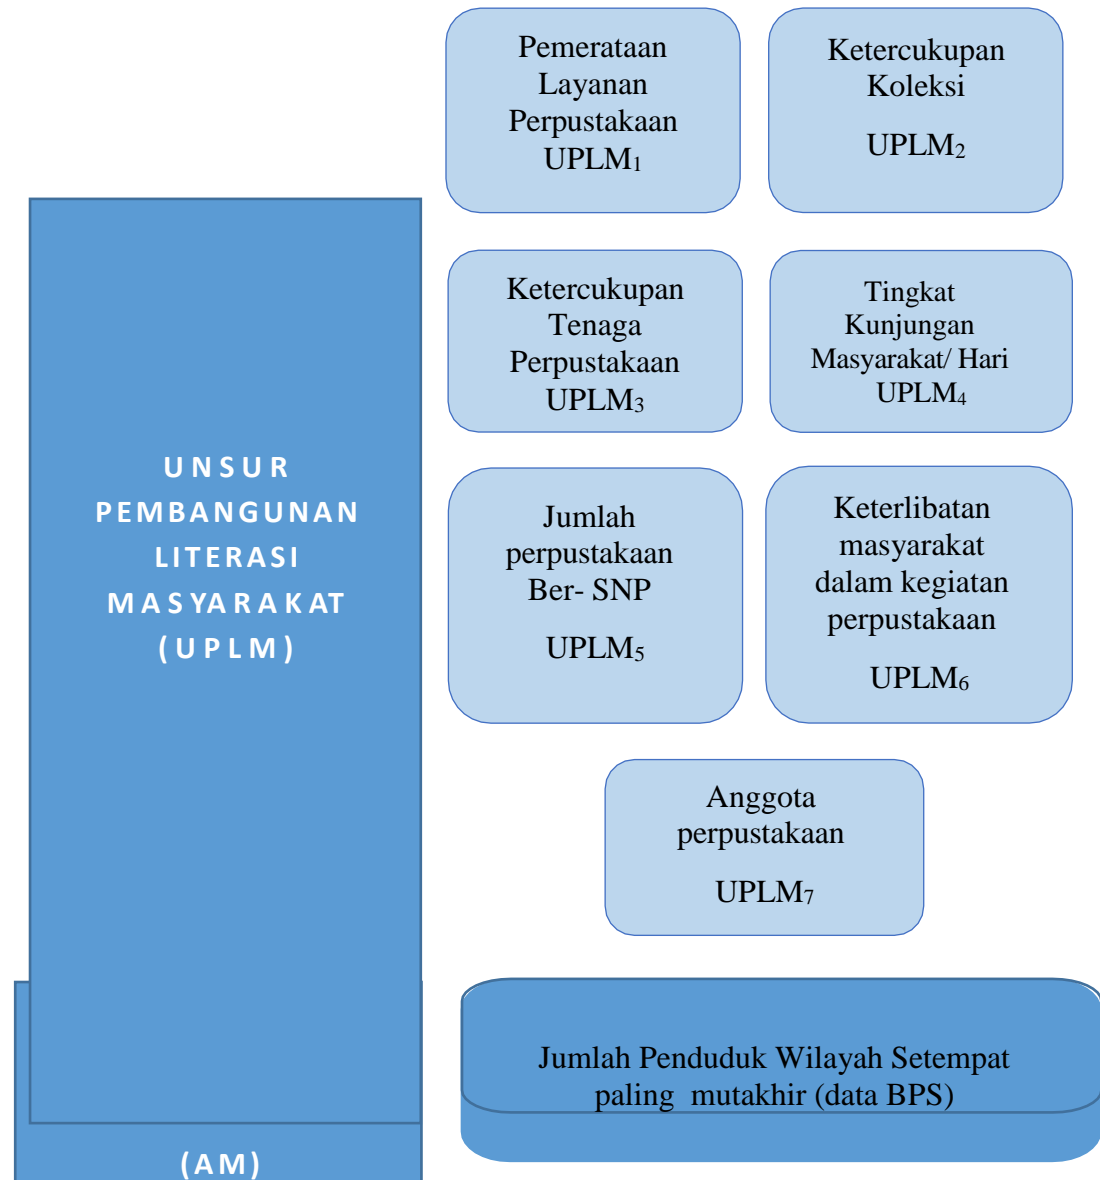 Pemerataan
Layanan
Perpustakaan
UPLM₁
Ketercukupan
Koleksi
UPLM₂
Ketercukupan
Tenaga
Perpustakaan
UPLM₃
Tingkat
Kunjungan
Masyarakat/ Hari
UPLM₄
UNSUR
PEMBANGUNAN
LITERASI
MASYARAKAT
(UPLM)
Jumlah
perpustakaan
Ber- SNP
UPLM₅
Keterlibatan
masyarakat
dalam kegiatan
perpustakaan
UPLM₆
Anggota
perpustakaan
UPLM₇
Jumlah Penduduk Wilayah Setempat
paling mutakhir (data BPS)
(AM)